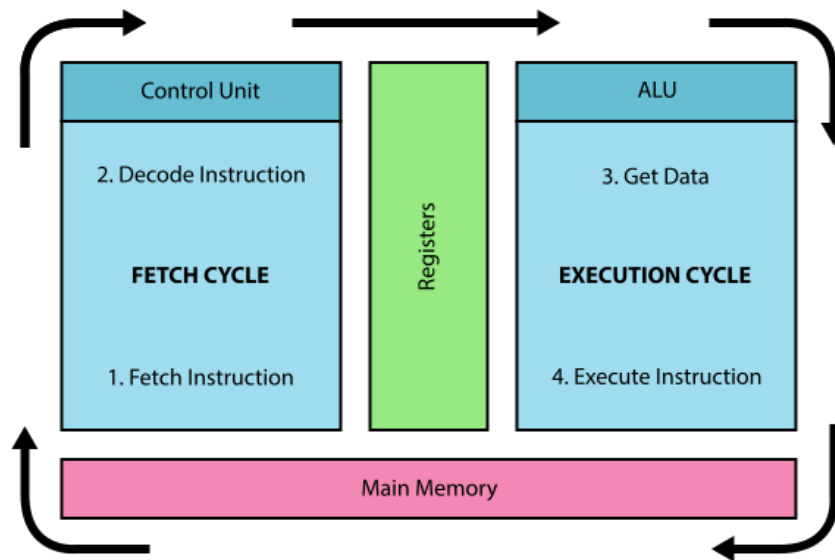 Control Unit
2. Decode Instruction
FETCH CYCLE
1. Fetch Instruction
Registers
ALU
3. Get Data
EXECUTION CYCLE
4. Execute Instruction
Main Memory